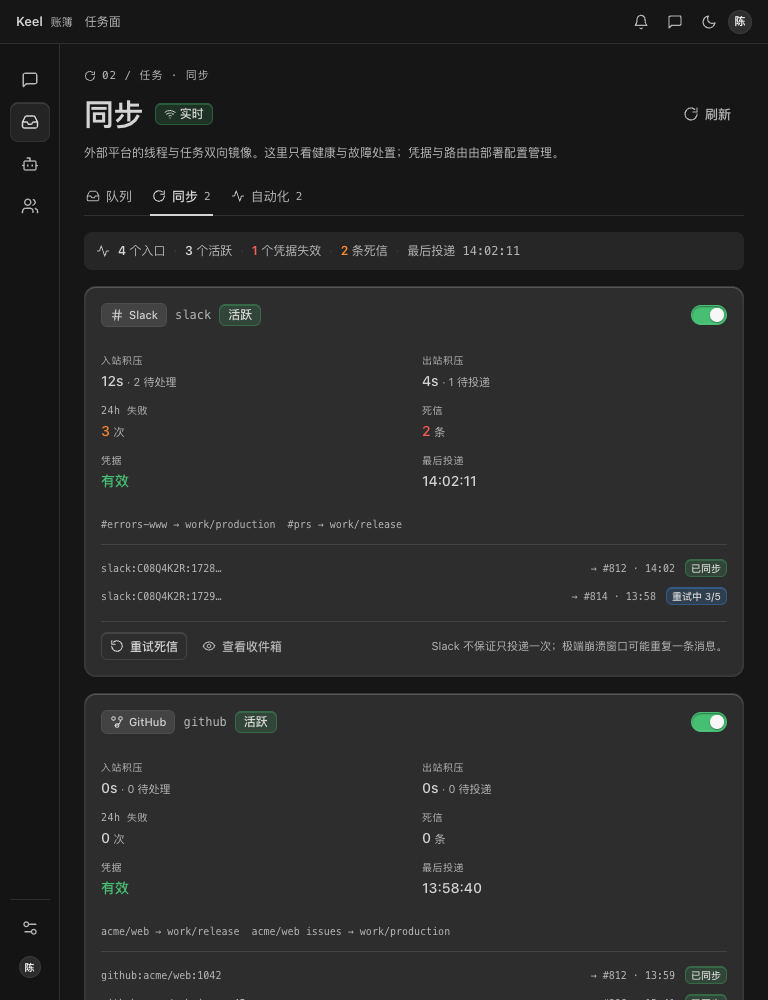 Keel 账簿 任务面
陈
02 / 任务 · 同步
同步 实时 刷新
外部平台的线程与任务双向镜像。这里只看健康与故障处置；凭据与路由由部署配置管理。
队列 同步 2 自动化 2
4 个入口 · 3 个活跃 · 1 个凭据失效 · 2 条死信 · 最后投递 14:02:11
Slack slack 活跃
入站积压 出站积压
12s · 2 待处理 4s · 1 待投递
24h 失败 死信
3 次 2 条
凭据 最后投递
有效 14:02:11
#errors-www → work/production #prs → work/release
slack:C08Q4K2R:1728… → #812 · 14:02 已同步
slack:C08Q4K2R:1729… → #814 · 13:58 重试中 3/5
重试死信 查看收件箱 Slack 不保证只投递一次；极端崩溃窗口可能重复一条消息。
GitHub github 活跃
入站积压 出站积压
0s · 0 待处理 0s · 0 待投递
24h 失败 死信
0 次 0 条
凭据 最后投递
有效 13:58:40
acme/web → work/release acme/web issues → work/production
github:acme/web:1042 → #812 · 13:59 已同步
陈